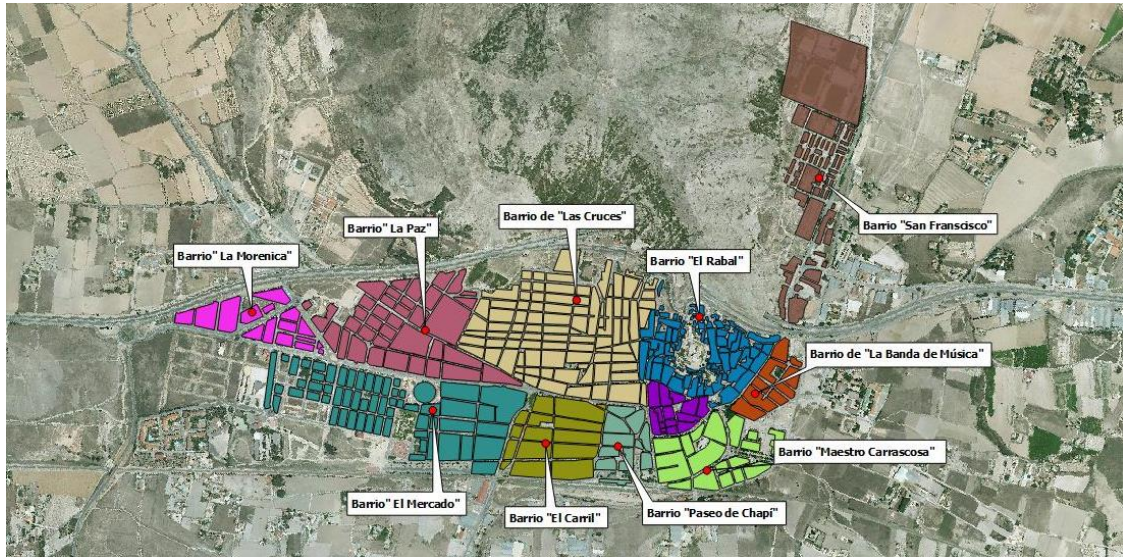 Barrio de "Las Cruces"
Barrio "San Franscisco"
Barrio" La Paz"
Barrio" La Morenica"
Barrio "El Rabal"
Barrio de "La Banda de Música"
Barrio "Maestro Carrascosa"
Barrio" El Mercado"
Barrio "El Carril"
Barrio "Paseo de Chapí"